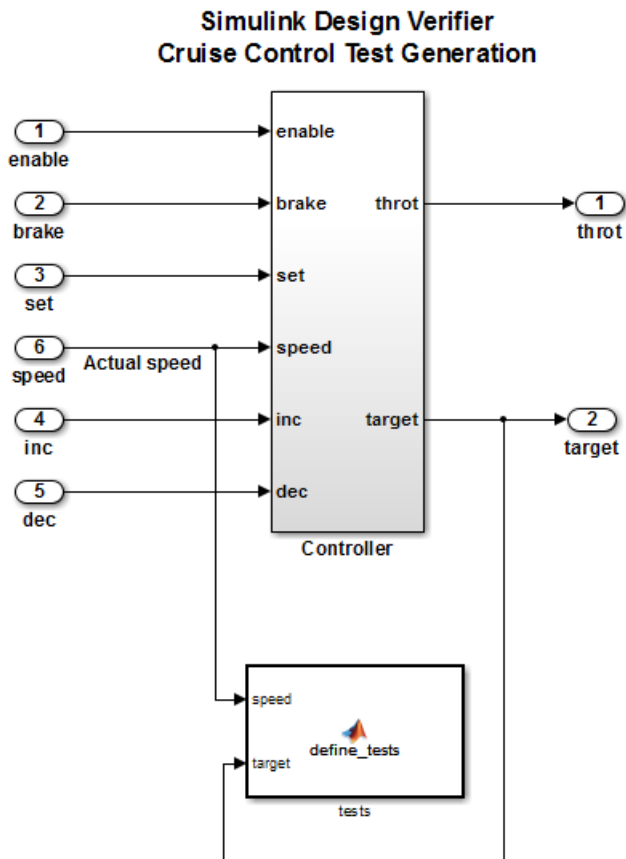 Simulink Design Verifier
Cruise Control Test Generation
1
enable
enable
2
brake
brake
throt
1
throt
3
set
set
6
speed
Actual speed
speed
4
inc
inc
target
2
target
5
dec
dec
Controller
speed
define_tests
target
tests